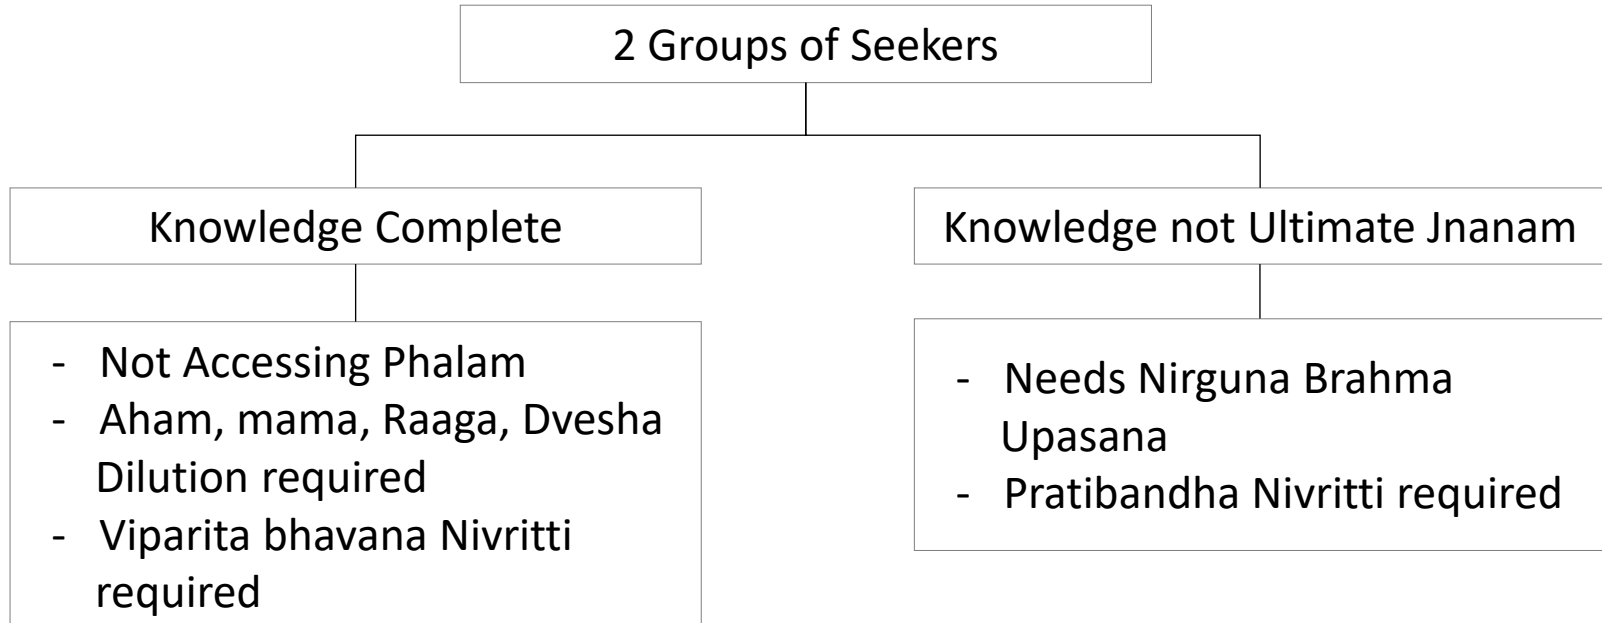 2 Groups of Seekers
Knowledge Complete
- Not Accessing Phalam
- Aham, mama, Raaga, Dvesha
Dilution required
- Viparita bhavana Nivritti
required
Knowledge not Ultimate Jnanam
- Needs Nirguna Brahma
Upasana
- Pratibandha Nivritti required